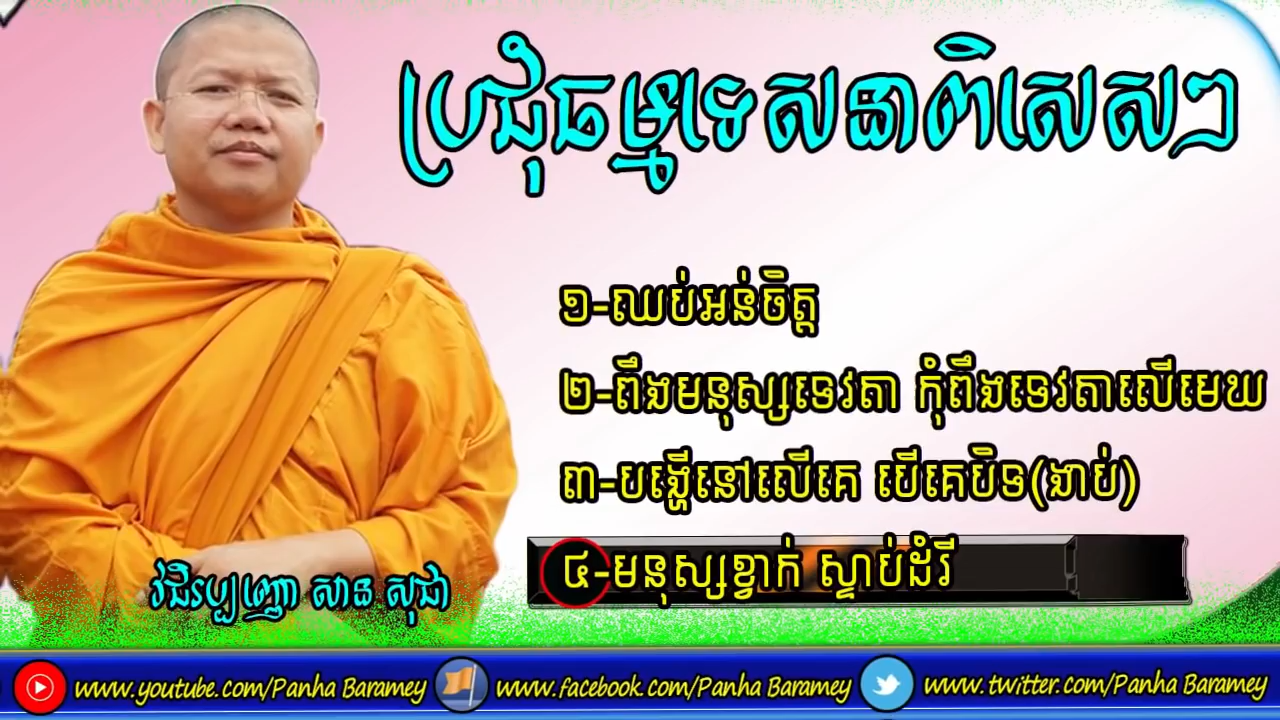 ប្រជុំធម្មទេសនាពិសេសៗ
១-ឈប់អន់ចិត្ត
២-ពឹងមនុស្សទេវតា កុំពឹងទេវតាលើមេឃ
៣-បង្ហើនៅលើគេ បើគេបិទ(ងាប់)
៤-មនុស្សខ្វាក់ ស្ទាប់ដំរី
វជិរប្បញ្ញោ សាន សុជា
www.youtube.com/Panha Baramey
www.facebook.com/Panha Baramey
www.twitter.com/Panha Baramey